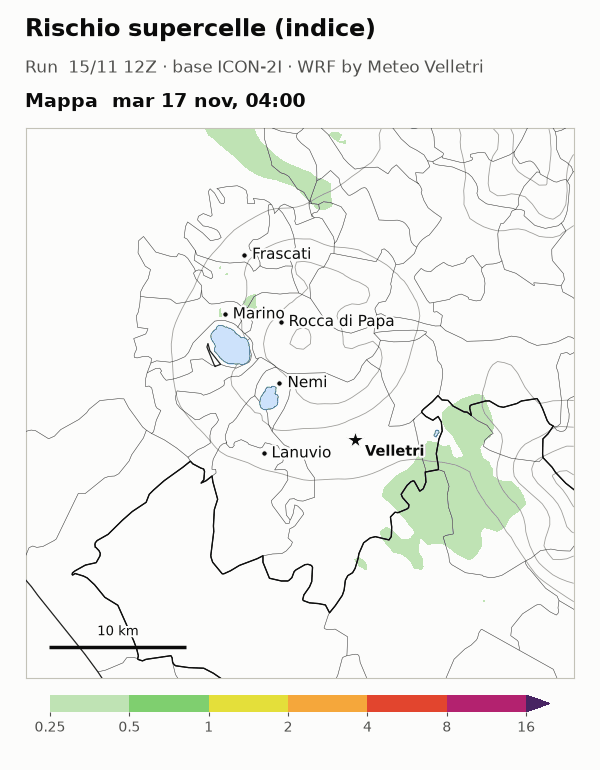 Rischio supercelle (indice)
Run  15/11 12Z · base ICON-2I · WRF by Meteo Velletri
Mappa  mar 17 nov, 04:00
Frascati
Marino
Rocca di Papa
Nemi
Velletri
Lanuvio
10 km
0.25 0.5 1 2 4 8 16